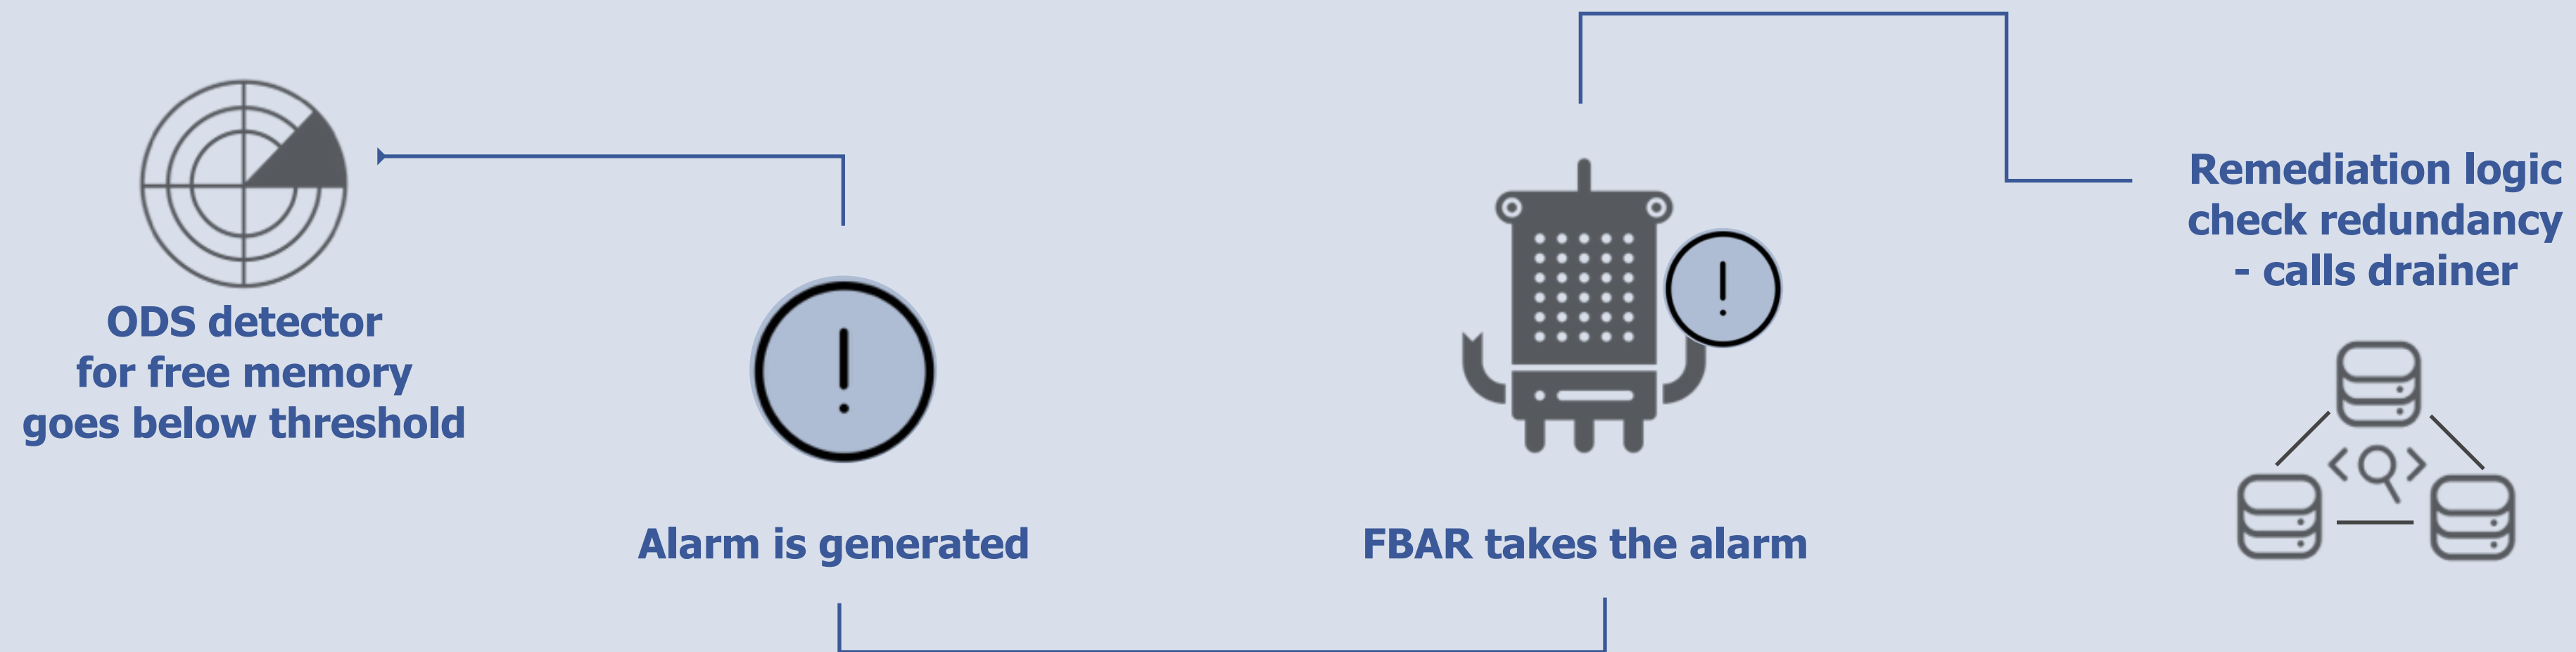 ODS detector
for free memory
goes below threshold
Alarm is generated
FBAR takes the alarm
Remediation logic
check redundancy
- calls drainer